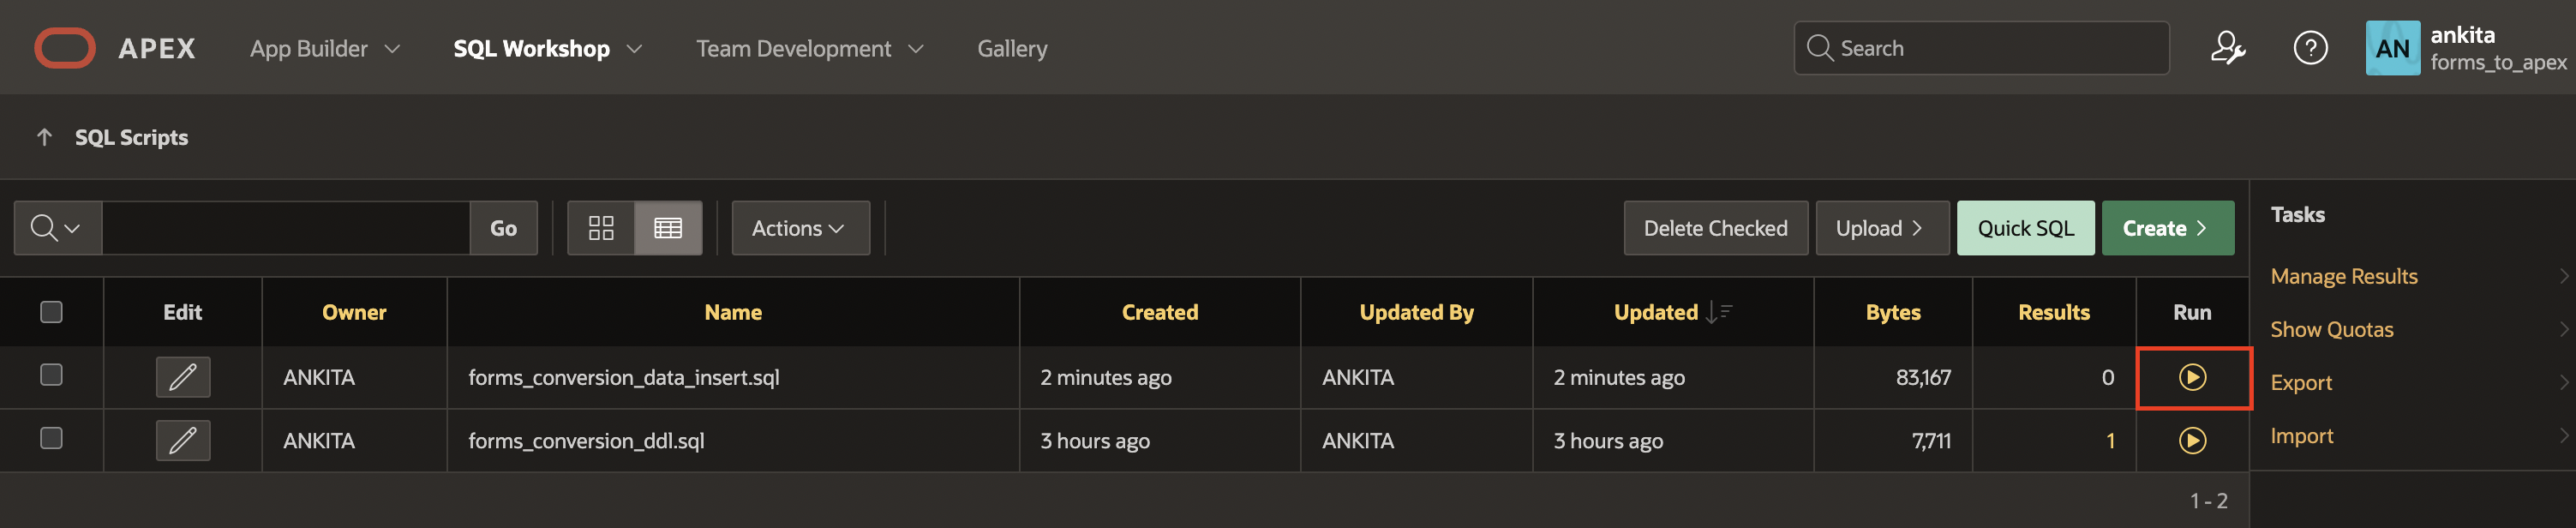 APEX App Builder SQL Workshop Team Development Gallery Search ? AN ankita
forms_to_apex
SQL Scripts
Go Actions Delete Checked Upload Quick SQL Create
Tasks
Manage Results
Show Quotas
Export
Import
Edit Owner Name Created Updated By Updated Bytes Results Run
ANKITA forms_conversion_data_insert.sql 2 minutes ago ANKITA 2 minutes ago 83,167 0
ANKITA forms_conversion_ddl.sql 3 hours ago ANKITA 3 hours ago 7,711 1
1 - 2